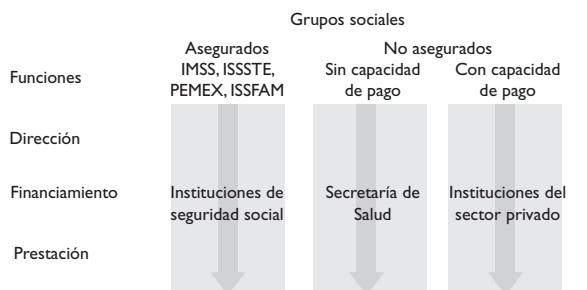 Grupos sociales
Asegurados
IMSS, ISSSTE,
PEMEX, ISSFAM
No asegurados
Sin capacidad
de pago
Con capacidad
de pago
Funciones
Dirección
Financiamiento
Instituciones de
seguridad social
Secretaría de
Salud
Instituciones del
sector privado
Prestación